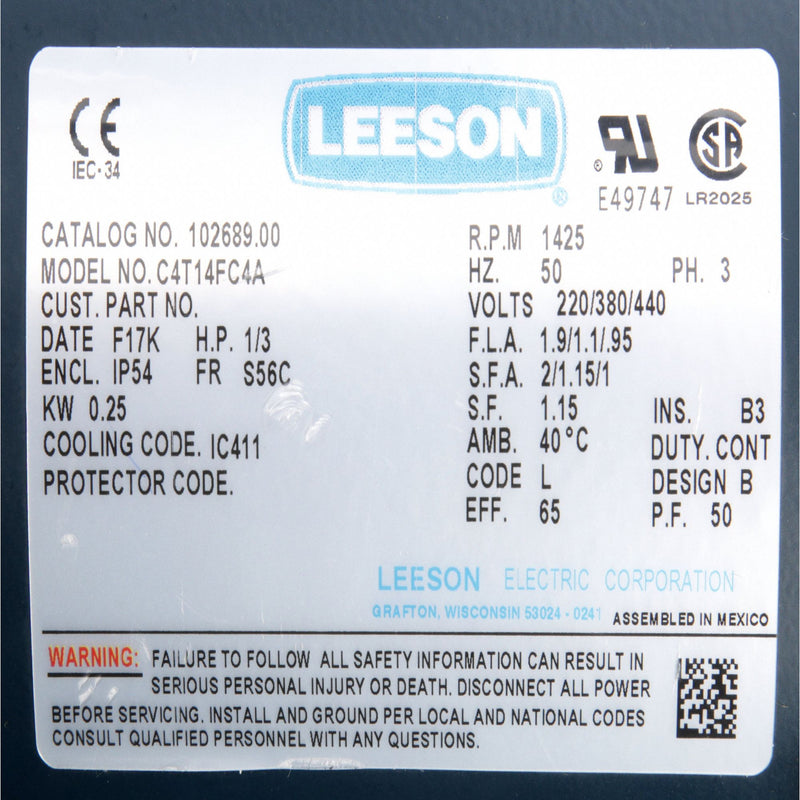 CE
IEC-34
LEESON
®
UR
®
E49747
SA
LR2025
CATALOG NO. 102689.00
MODEL NO. C4T14FC4A
CUST. PART NO.
DATE F17K H.P. 1/3
ENCL. IP54 FR S56C
KW 0.25
COOLING CODE. IC411
PROTECTOR CODE.
R.P.M 1425
HZ. 50 PH. 3
VOLTS 220/380/440
F.L.A. 1.9/1.1/.95
S.F.A. 2/1.15/1
S.F. 1.15 INS. B3
AMB. 40°C DUTY. CONT
CODE L DESIGN B
EFF. 65 P.F. 50
LEESON ELECTRIC CORPORATION
GRAFTON, WISCONSIN 53024 - 0241 ASSEMBLED IN MEXICO
WARNING: FAILURE TO FOLLOW ALL SAFETY INFORMATION CAN RESULT IN
SERIOUS PERSONAL INJURY OR DEATH. DISCONNECT ALL POWER
BEFORE SERVICING. INSTALL AND GROUND PER LOCAL AND NATIONAL CODES
CONSULT QUALIFIED PERSONNEL WITH ANY QUESTIONS.